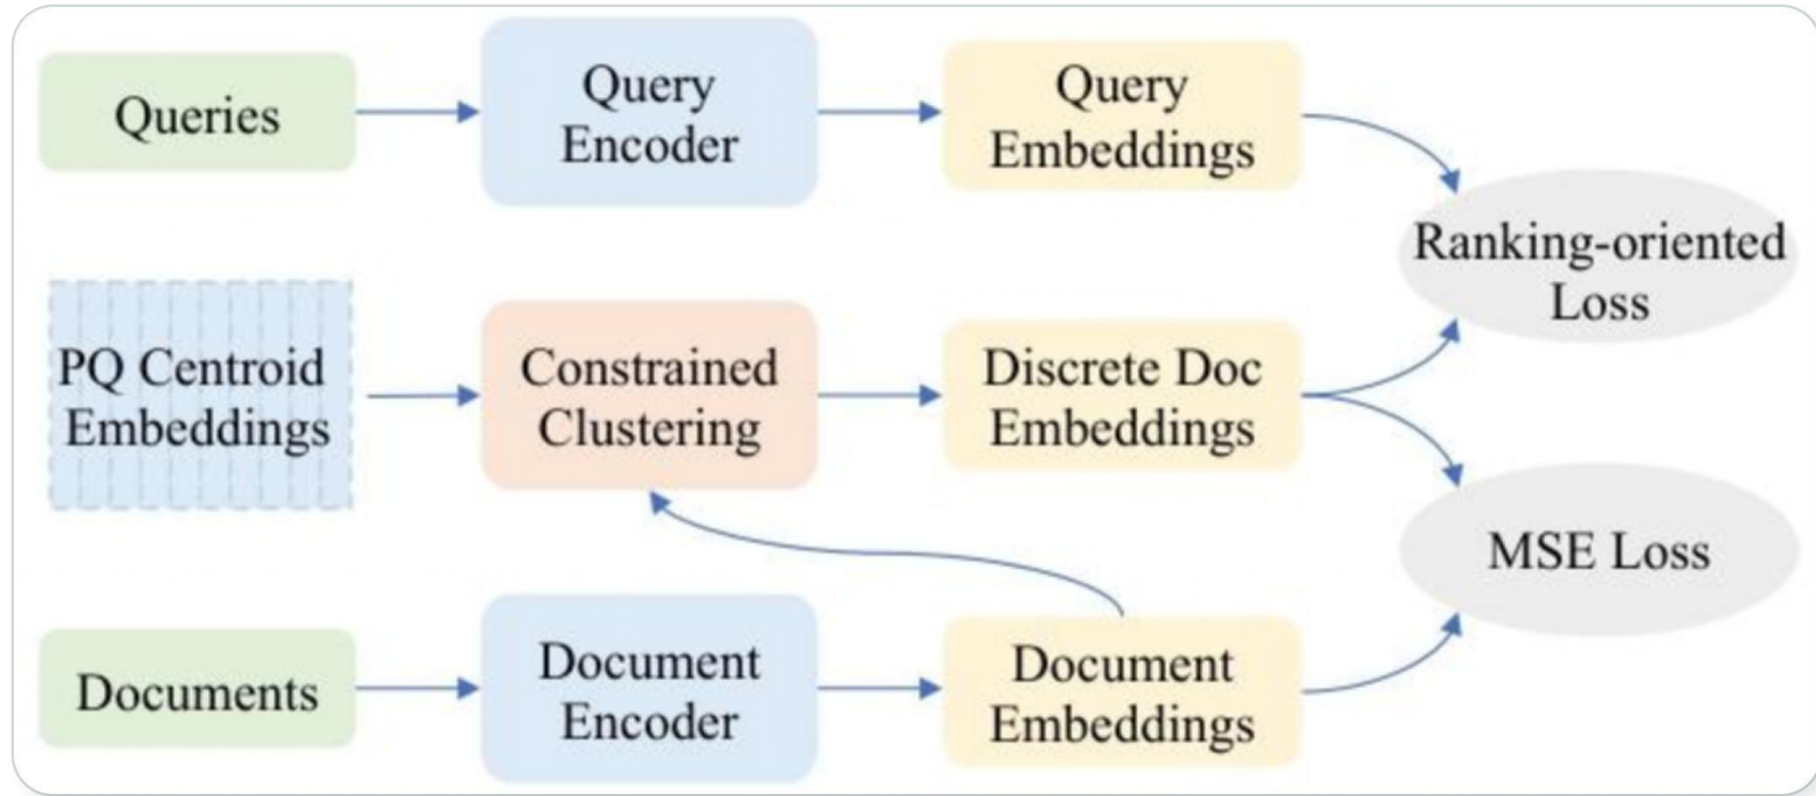 Queries
Query
Encoder
Query
Embeddings
Ranking-oriented
Loss
PQ Centroid
Embeddings
Constrained
Clustering
Discrete Doc
Embeddings
MSE Loss
Documents
Document
Encoder
Document
Embeddings